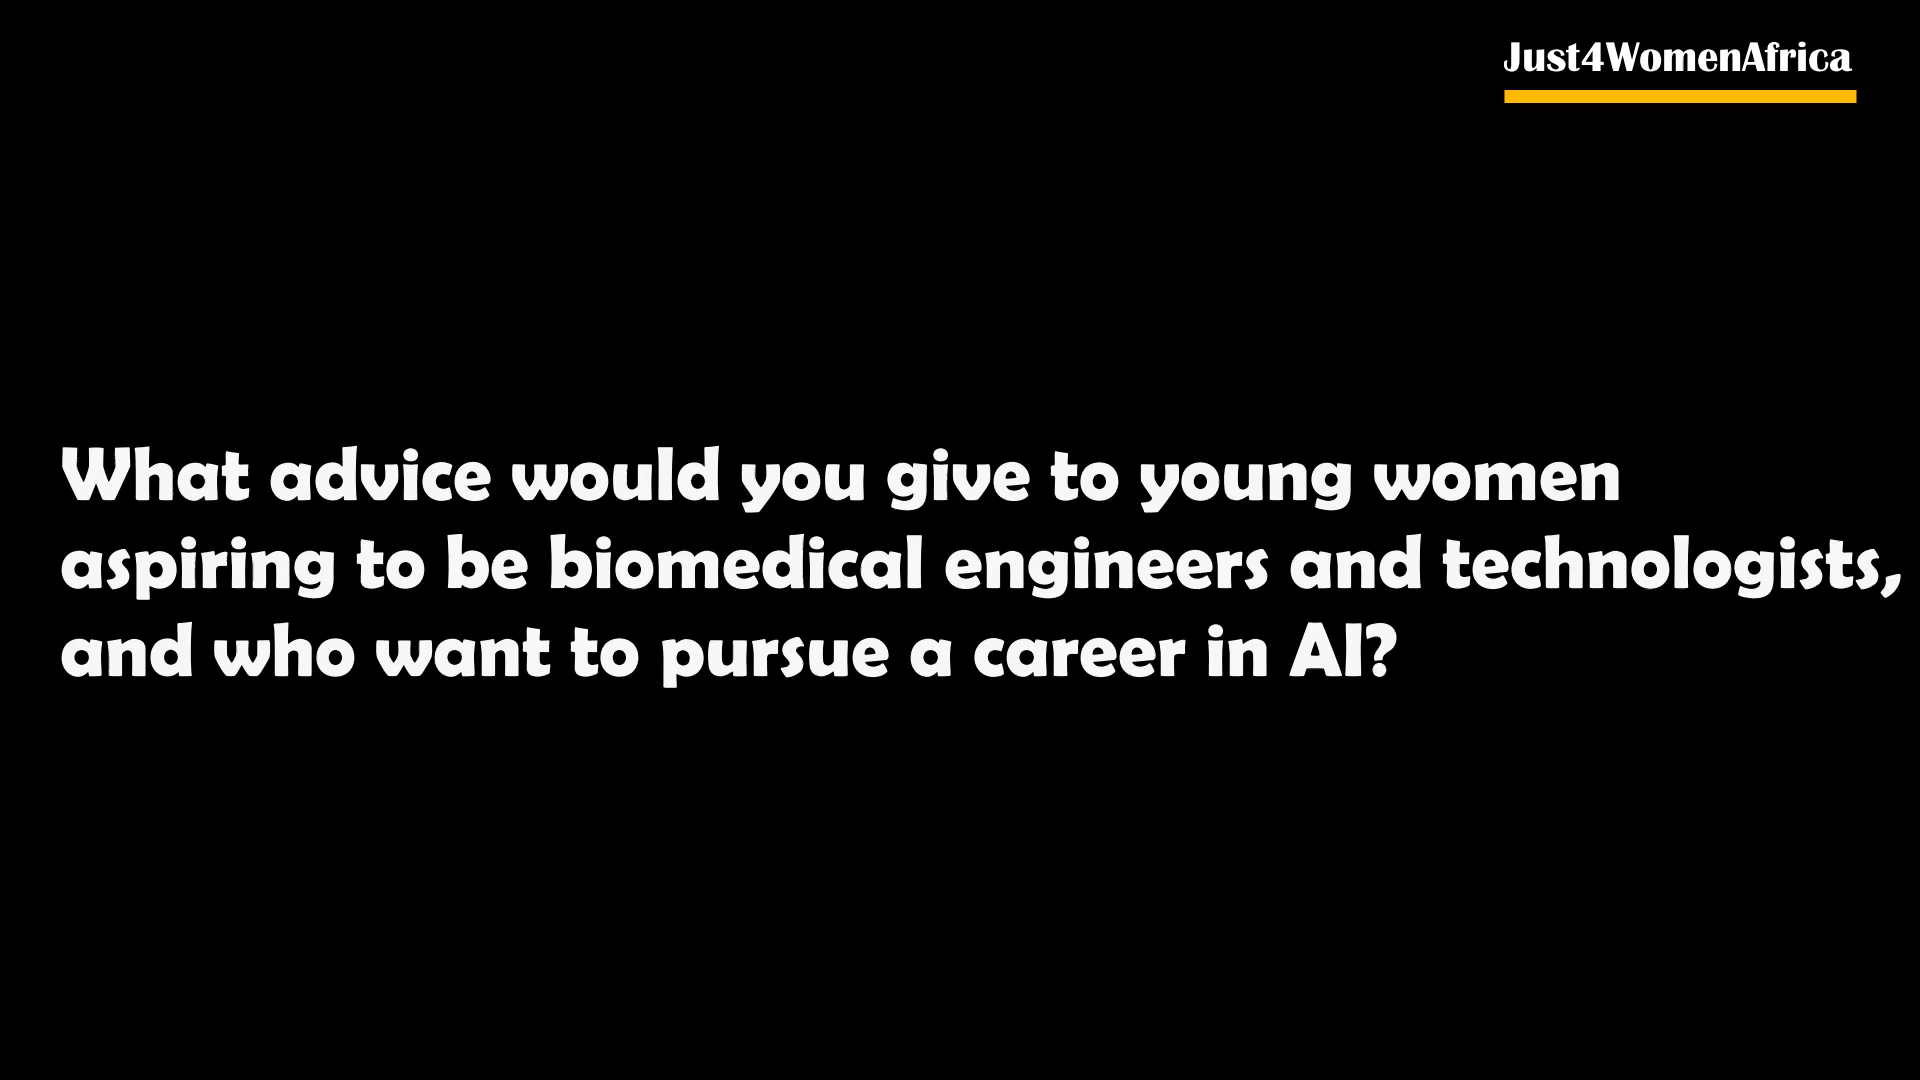 Just4WomenAfrica
What advice would you give to young women
aspiring to be biomedical engineers and technologists,
and who want to pursue a career in AI?